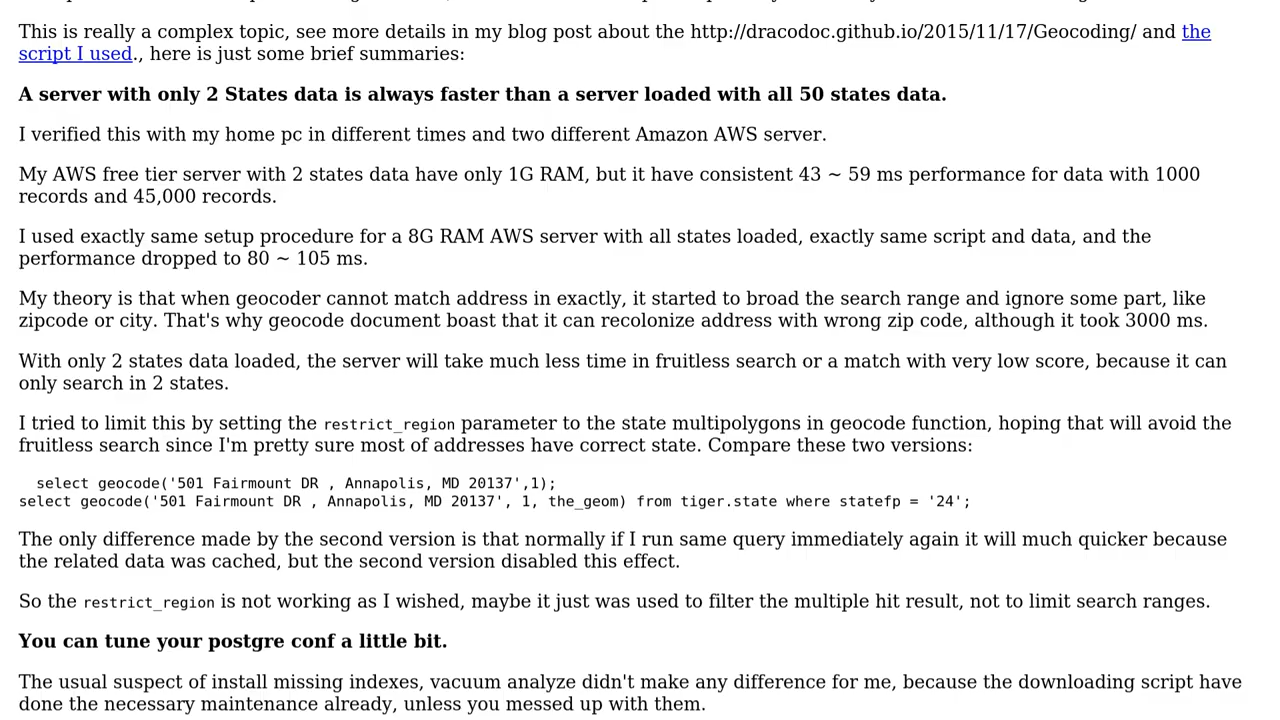 This is really a complex topic, see more details in my blog post about the http://dracodoc.github.io/2015/11/17/Geocoding/ and the
script I used., here is just some brief summaries:
A server with only 2 States data is always faster than a server loaded with all 50 states data.
I verified this with my home pc in different times and two different Amazon AWS server.
My AWS free tier server with 2 states data have only 1G RAM, but it have consistent 43 ~ 59 ms performance for data with 1000
records and 45,000 records.
I used exactly same setup procedure for a 8G RAM AWS server with all states loaded, exactly same script and data, and the
performance dropped to 80 ~ 105 ms.
My theory is that when geocoder cannot match address in exactly, it started to broad the search range and ignore some part, like
zipcode or city. That's why geocode document boast that it can recolonize address with wrong zip code, although it took 3000 ms.
With only 2 states data loaded, the server will take much less time in fruitless search or a match with very low score, because it can
only search in 2 states.
I tried to limit this by setting the restrict_region parameter to the state multipolygons in geocode function, hoping that will avoid the
fruitless search since I'm pretty sure most of addresses have correct state. Compare these two versions:
select geocode('501 Fairmount DR , Annapolis, MD 20137',1);
select geocode('501 Fairmount DR , Annapolis, MD 20137', 1, the_geom) from tiger.state where statefp = '24';
The only difference made by the second version is that normally if I run same query immediately again it will much quicker because
the related data was cached, but the second version disabled this effect.
So the restrict_region is not working as I wished, maybe it just was used to filter the multiple hit result, not to limit search ranges.
You can tune your postgre conf a little bit.
The usual suspect of install missing indexes, vacuum analyze didn't make any difference for me, because the downloading script have
done the necessary maintenance already, unless you messed up with them.